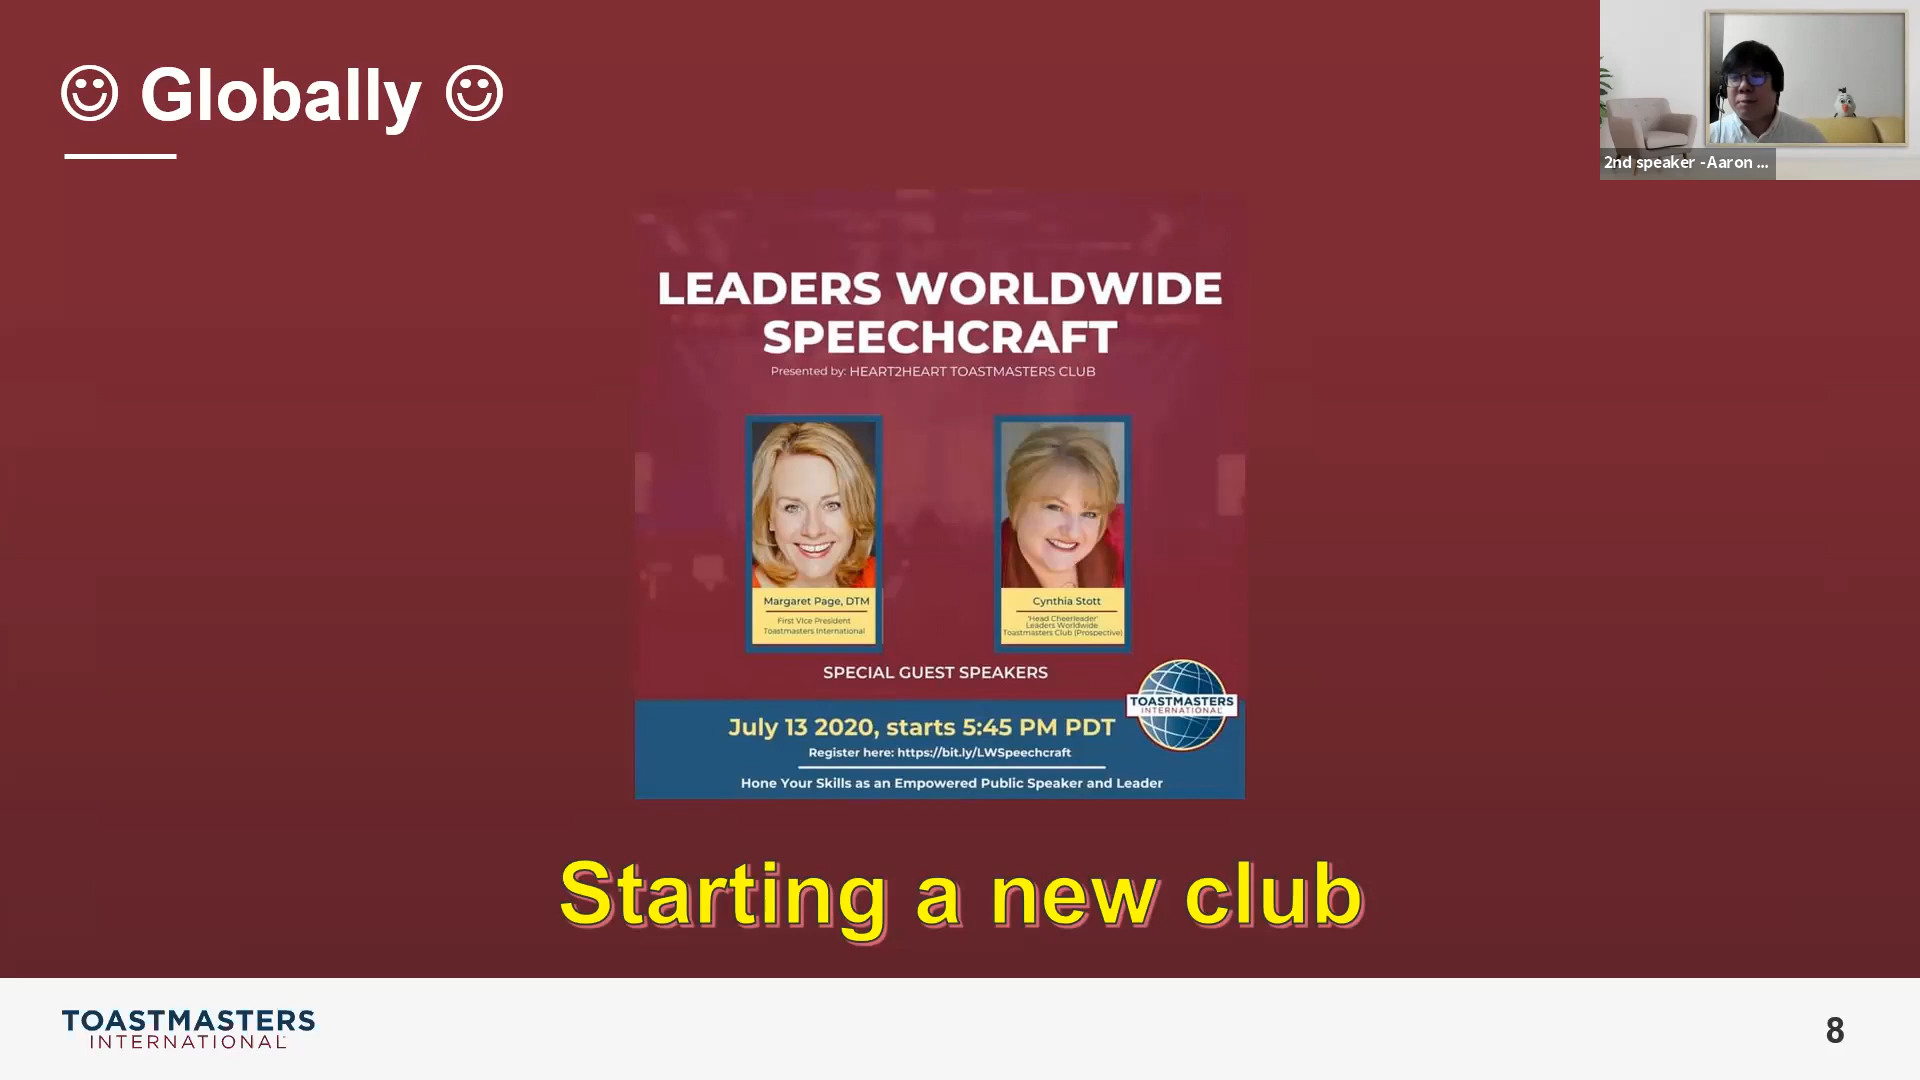 ☺ Globally ☺
2nd speaker -Aaron ...
LEADERS WORLDWIDE
SPEECHCRAFT
Presented by: HEART2HEART TOASTMASTERS CLUB
Margaret Page, DTM
First Vice President
Toastmasters International
Cynthia Stott
'Head Cheerleader'
Leaders Worldwide
Toastmasters Club (Prospective)
SPECIAL GUEST SPEAKERS
TOASTMASTERS
INTERNATIONAL
July 13 2020, starts 5:45 PM PDT
Register here: https://bit.ly/LWSpeechcraft
Hone Your Skills as an Empowered Public Speaker and Leader
Starting a new club
TOASTMASTERS
INTERNATIONAL
8